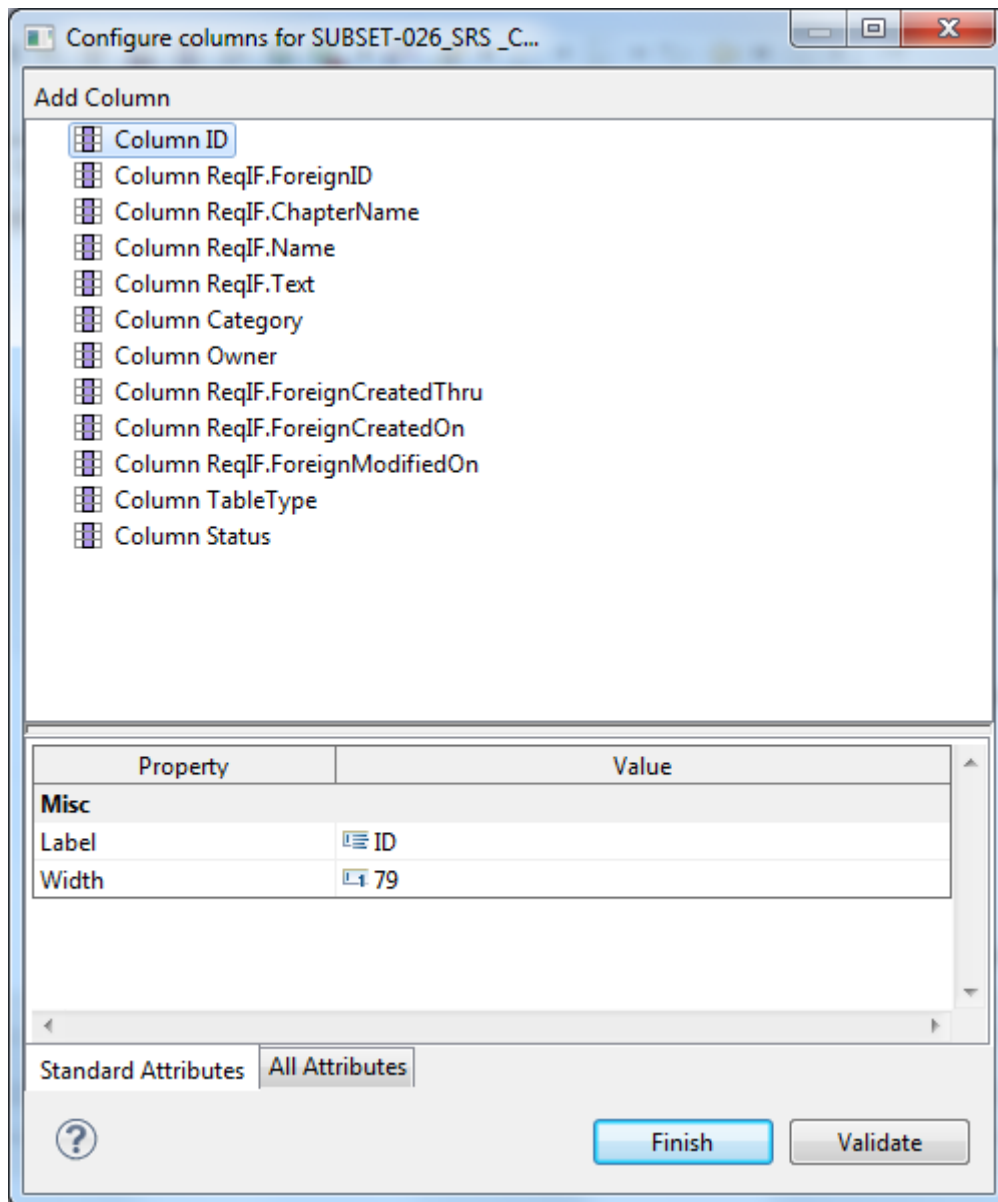 Configure columns for SUBSET-026_SRS _C...
Add Column
Column ID
Column ReqIF.ForeignID
Column ReqIF.ChapterName
Column ReqIF.Name
Column ReqIF.Text
Column Category
Column Owner
Column ReqIF.ForeignCreatedThru
Column ReqIF.ForeignCreatedOn
Column ReqIF.ForeignModifiedOn
Column TableType
Column Status
Property Value
Misc
Label ID
Width 79
Standard Attributes All Attributes
? Finish Validate